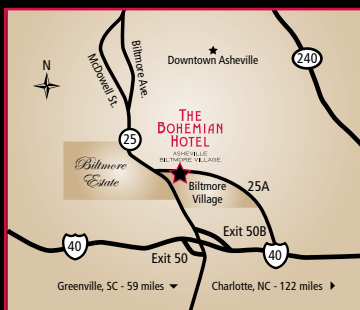 N
McDowell St.
Biltmore Ave.
Downtown Asheville
240
THE
BOHEMIAN
HOTEL
ASHEVILLE
BILTMORE VILLAGE
25
Biltmore
Estate
Biltmore
Village
25A
Exit 50B
40
Exit 50
40
Greenville, SC - 59 miles
Charlotte, NC - 122 miles